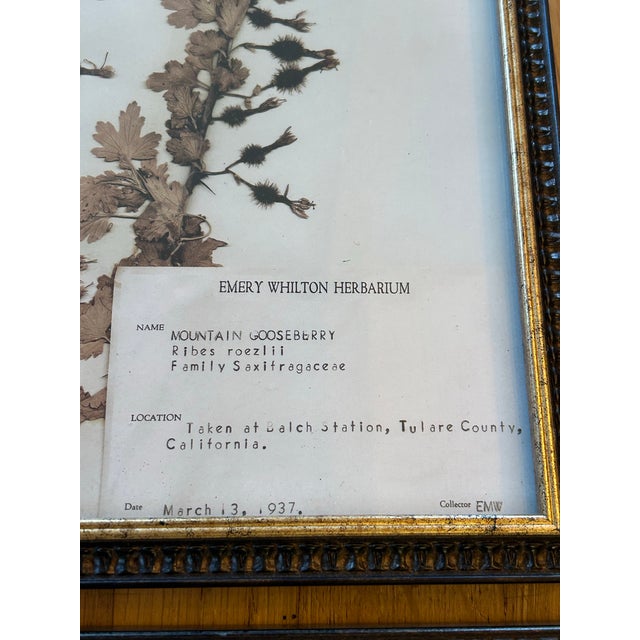 EMERY WHILTON HERBARIUM
NAME MOUNTAIN GOOSEBERRY
Ribes roezlii
Family Saxifragaceae
LOCATION Taken at Balch Station, Tulare County,
California.
Date March 13, 1937. Collector EMW